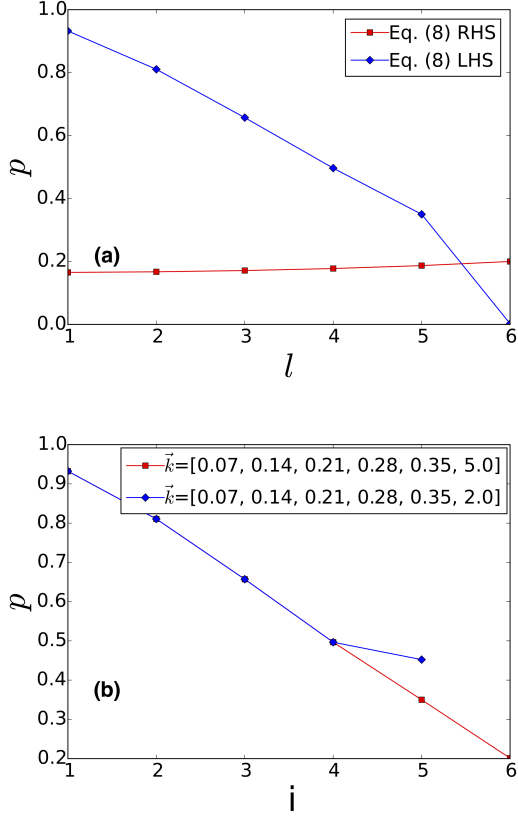 1.0
0.8
0.6
0.4
0.2
0.0
p
Eq. (8) RHS
Eq. (8) LHS
(a)
1 2 3 4 5 6
l
1.0
0.9
0.8
0.7
0.6
0.5
0.4
0.3
0.2
p
k⃗=[0.07, 0.14, 0.21, 0.28, 0.35, 5.0]
k⃗=[0.07, 0.14, 0.21, 0.28, 0.35, 2.0]
(b)
1 2 3 4 5 6
i